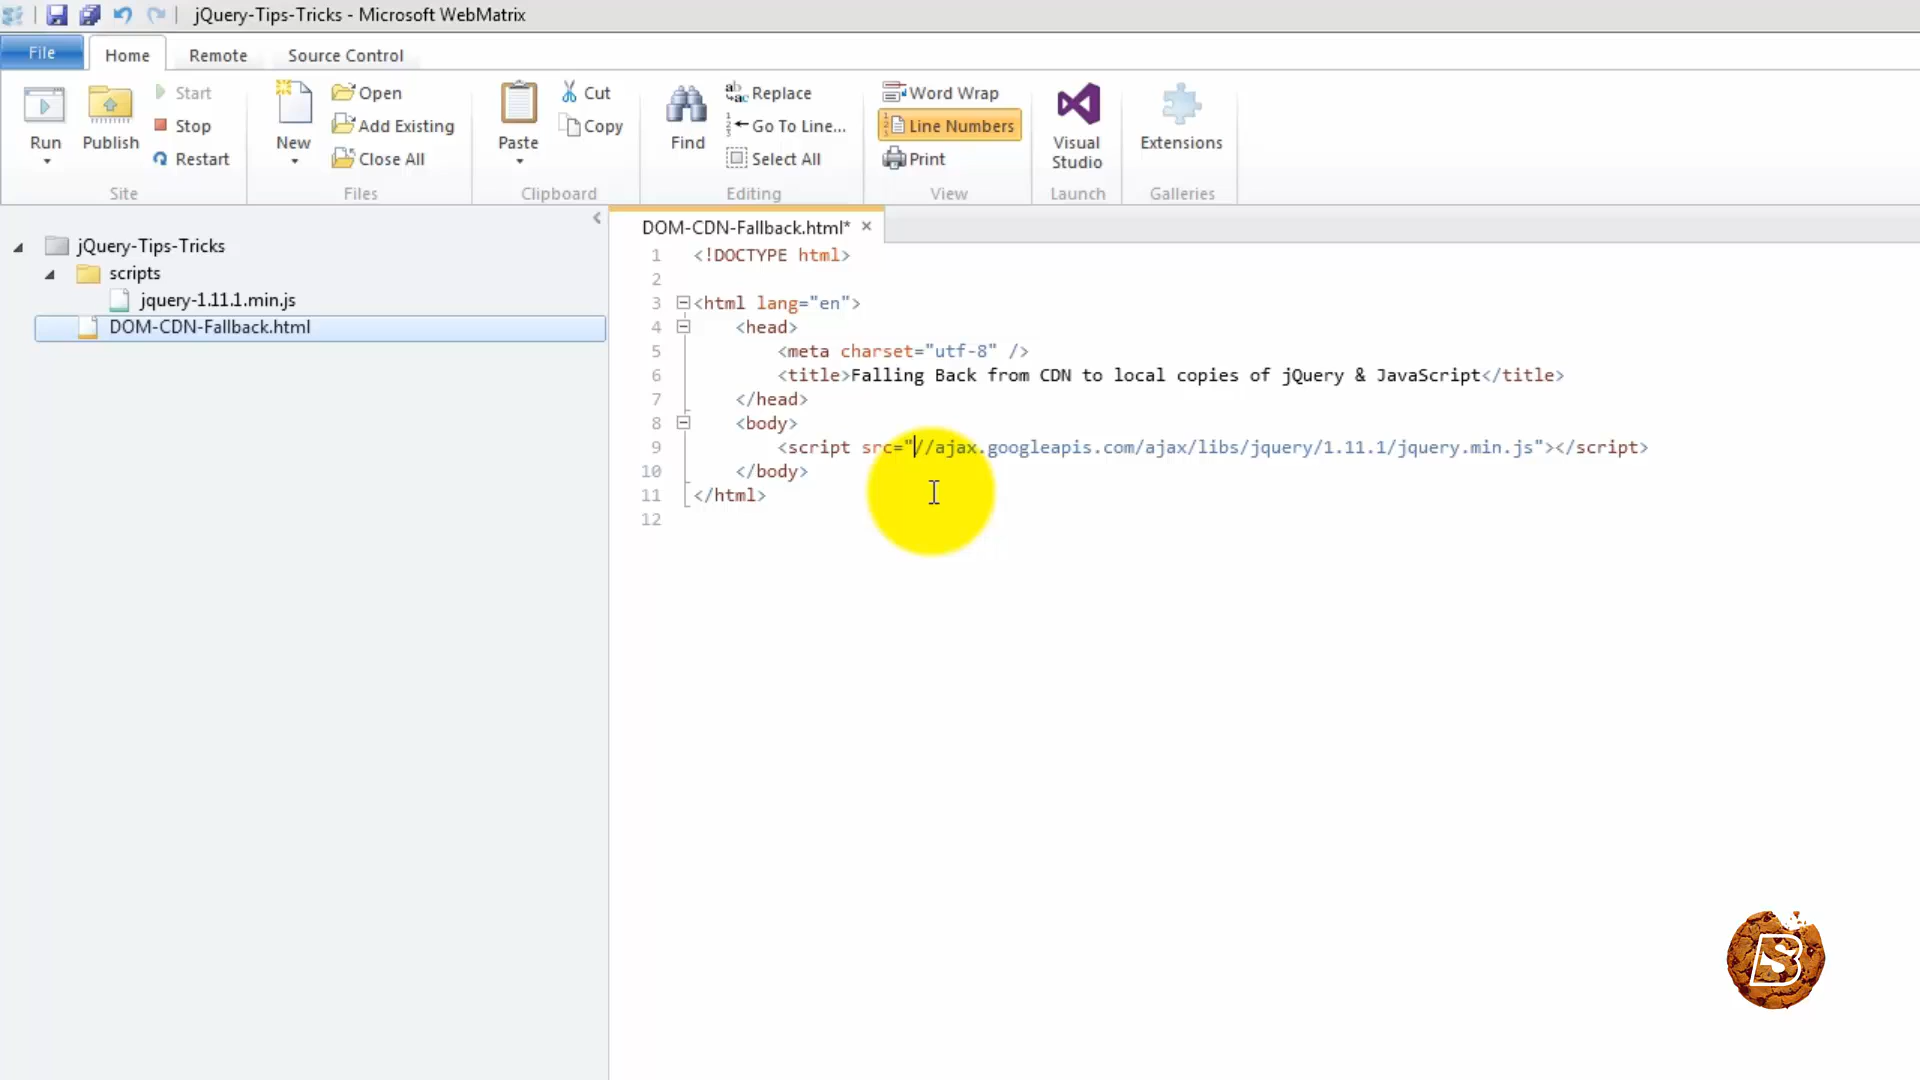 jQuery-Tips-Tricks - Microsoft WebMatrix
File Home Remote Source Control
Run
Publish
Start
Stop
Restart
Site
New
Open
Add Existing
Close All
Files
Paste
Cut
Copy
Clipboard
Find
Replace
Go To Line...
Select All
Editing
Word Wrap
Line Numbers
Print
View
Visual
Studio
Launch
Extensions
Galleries
jQuery-Tips-Tricks
scripts
jquery-1.11.1.min.js
DOM-CDN-Fallback.html
DOM-CDN-Fallback.html* ×
1 <!DOCTYPE html>
2
3 <html lang="en">
4 <head>
5 <meta charset="utf-8" />
6 <title>Falling Back from CDN to local copies of jQuery & JavaScript</title>
7 </head>
8 <body>
9 <script src="//ajax.googleapis.com/ajax/libs/jquery/1.11.1/jquery.min.js"></script>
10 </body>
11 </html>
12